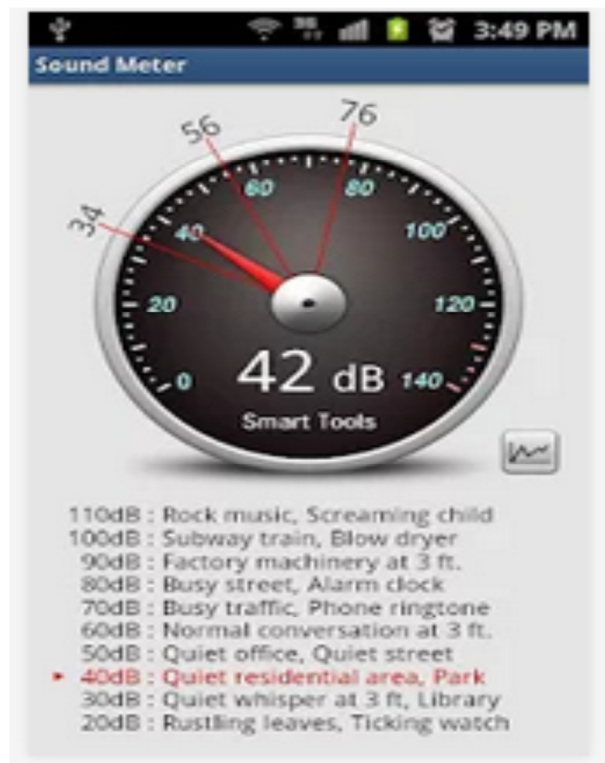 3G 3:49 PM
Sound Meter
34 56 76
0 20 40 60 80 100 120 140
42 dB
Smart Tools
110dB : Rock music, Screaming child
100dB : Subway train, Blow dryer
90dB : Factory machinery at 3 ft.
80dB : Busy street, Alarm clock
70dB : Busy traffic, Phone ringtone
60dB : Normal conversation at 3 ft.
50dB : Quiet office, Quiet street
40dB : Quiet residential area, Park
30dB : Quiet whisper at 3 ft, Library
20dB : Rustling leaves, Ticking watch